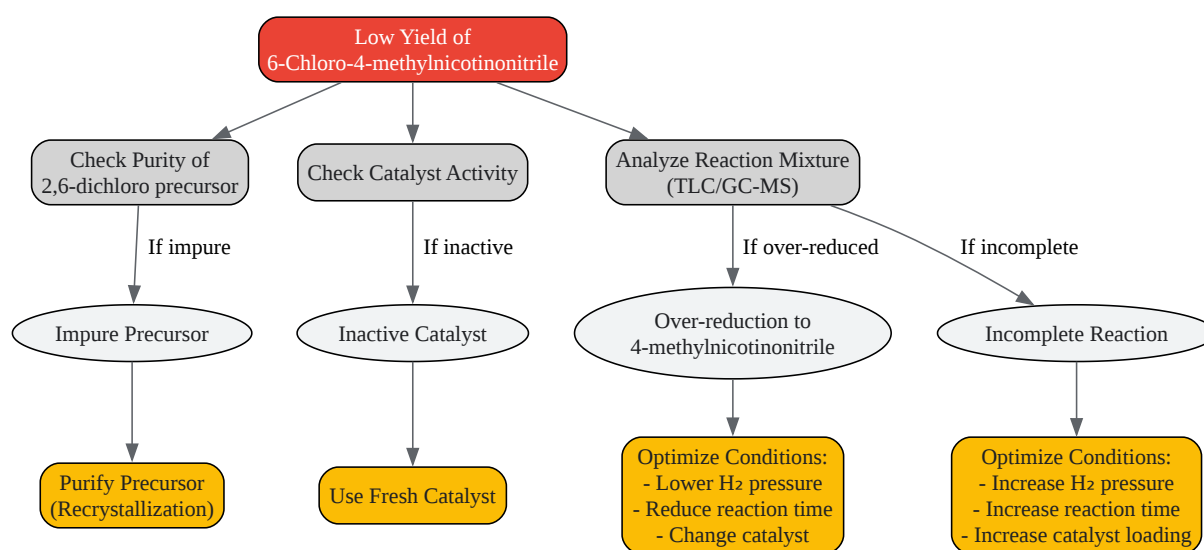 Low Yield of
6-Chloro-4-methylnicotinonitrile
Check Purity of
2,6-dichloro precursor
Check Catalyst Activity
Analyze Reaction Mixture
(TLC/GC-MS)
If impure
If inactive
If over-reduced
If incomplete
Impure Precursor
Inactive Catalyst
Over-reduction to
4-methylnicotinonitrile
Incomplete Reaction
Purify Precursor
(Recrystallization)
Use Fresh Catalyst
Optimize Conditions:
- Lower H₂ pressure
- Reduce reaction time
- Change catalyst
Optimize Conditions:
- Increase H₂ pressure
- Increase reaction time
- Increase catalyst loading